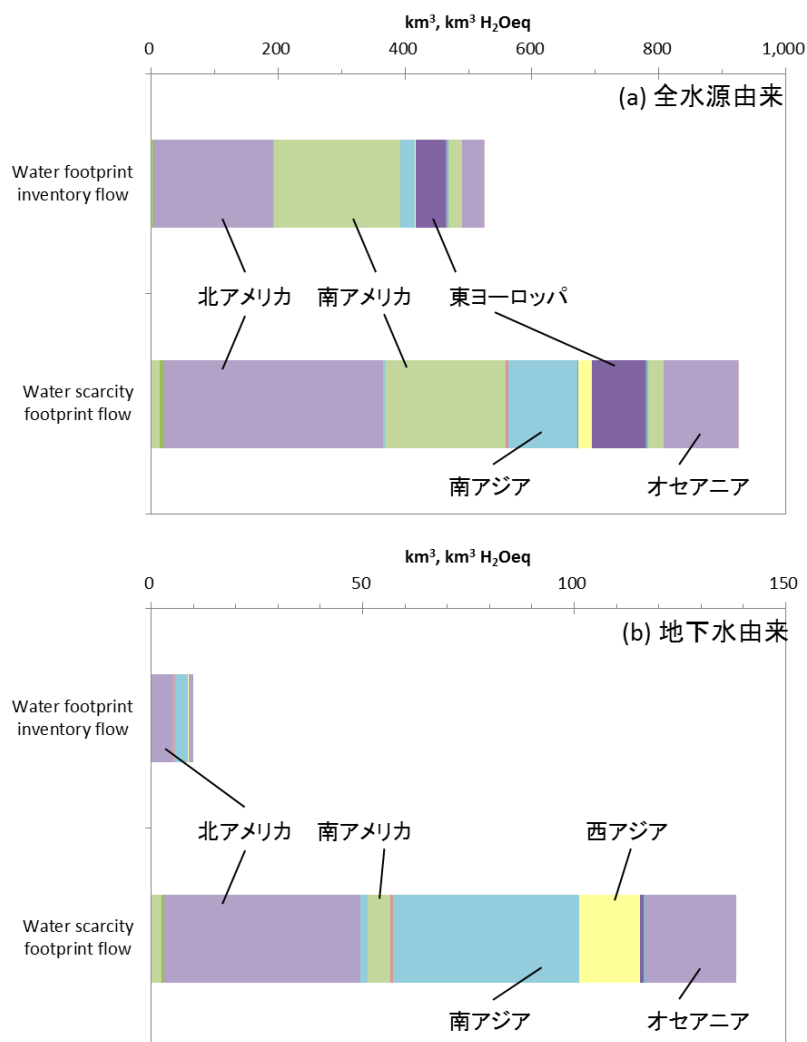 km³, km³ H₂Oeq
0 200 400 600 800 1,000
(a) 全水源由来
Water footprint
inventory flow
北アメリカ 南アメリカ 東ヨーロッパ
Water scarcity
footprint flow
南アジア オセアニア
km³, km³ H₂Oeq
0 50 100 150
(b) 地下水由来
Water footprint
inventory flow
北アメリカ 南アメリカ 西アジア
Water scarcity
footprint flow
南アジア オセアニア